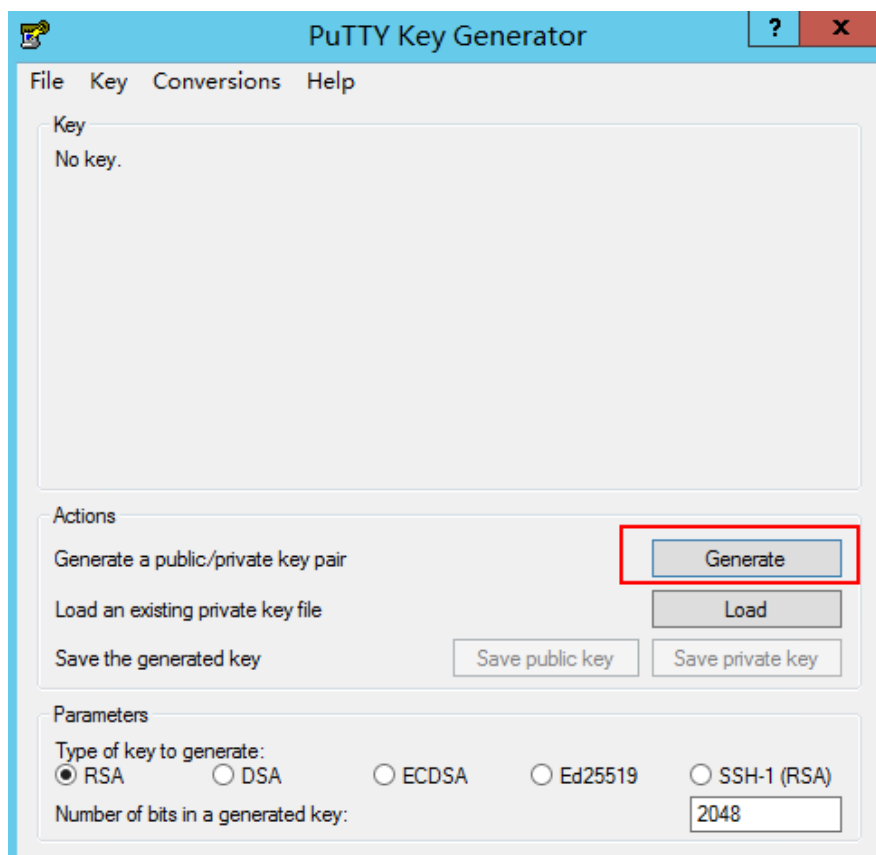 PuTTY Key Generator
? x
File Key Conversions Help
Key
No key.
Actions
Generate a public/private key pair Generate
Load an existing private key file Load
Save the generated key Save public key Save private key
Parameters
Type of key to generate:
RSA DSA ECDSA Ed25519 SSH-1 (RSA)
Number of bits in a generated key: 2048